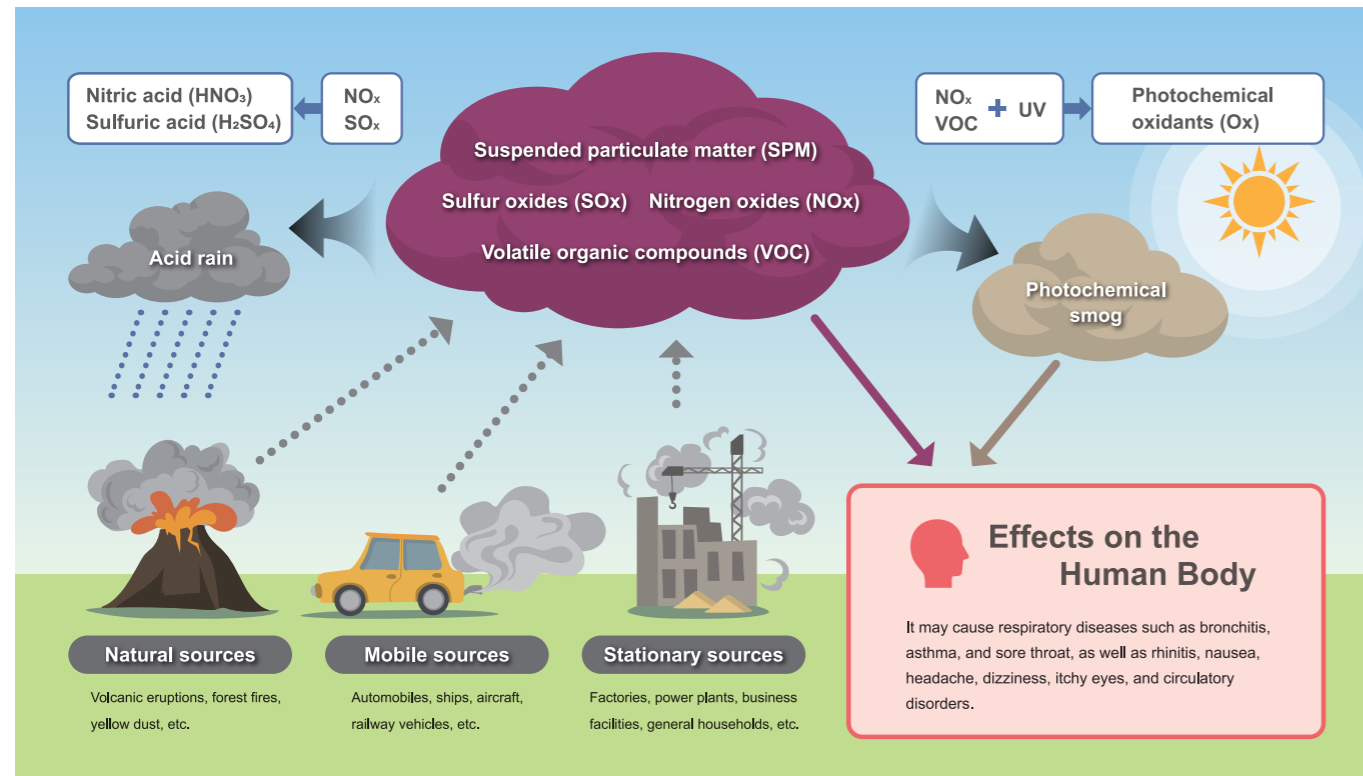 Nitric acid (HNO₃)
Sulfuric acid (H₂SO₄)
NOₓ
SOₓ
NOₓ
VOC
+
UV
Photochemical
oxidants (Ox)
Suspended particulate matter (SPM)
Sulfur oxides (SOx) Nitrogen oxides (NOx)
Volatile organic compounds (VOC)
Acid rain
Photochemical
smog
Natural sources
Volcanic eruptions, forest fires,
yellow dust, etc.
Mobile sources
Automobiles, ships, aircraft,
railway vehicles, etc.
Stationary sources
Factories, power plants, business
facilities, general households, etc.
Effects on the
Human Body
It may cause respiratory diseases such as bronchitis,
asthma, and sore throat, as well as rhinitis, nausea,
headache, dizziness, itchy eyes, and circulatory
disorders.